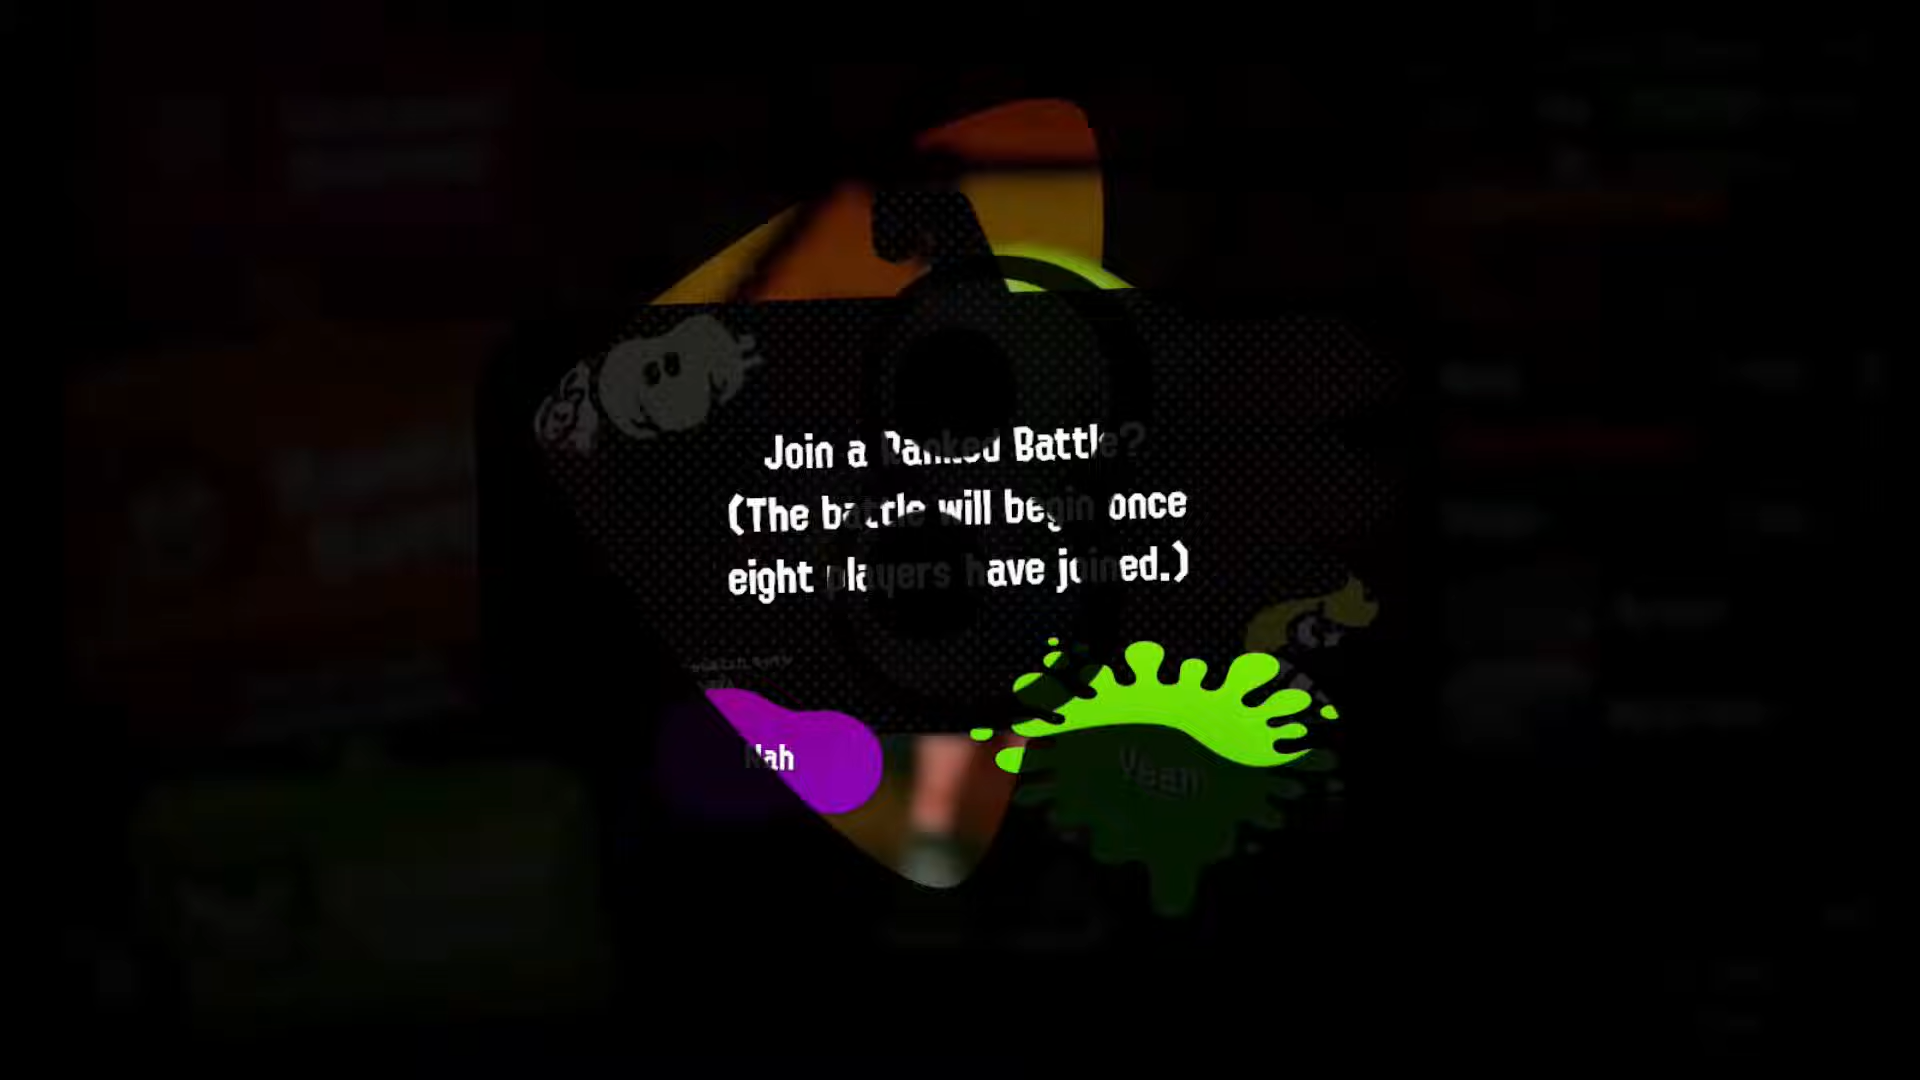 Join a Ranked Battle?
(The battle will begin once
eight players have joined.)
Nah
Yeah